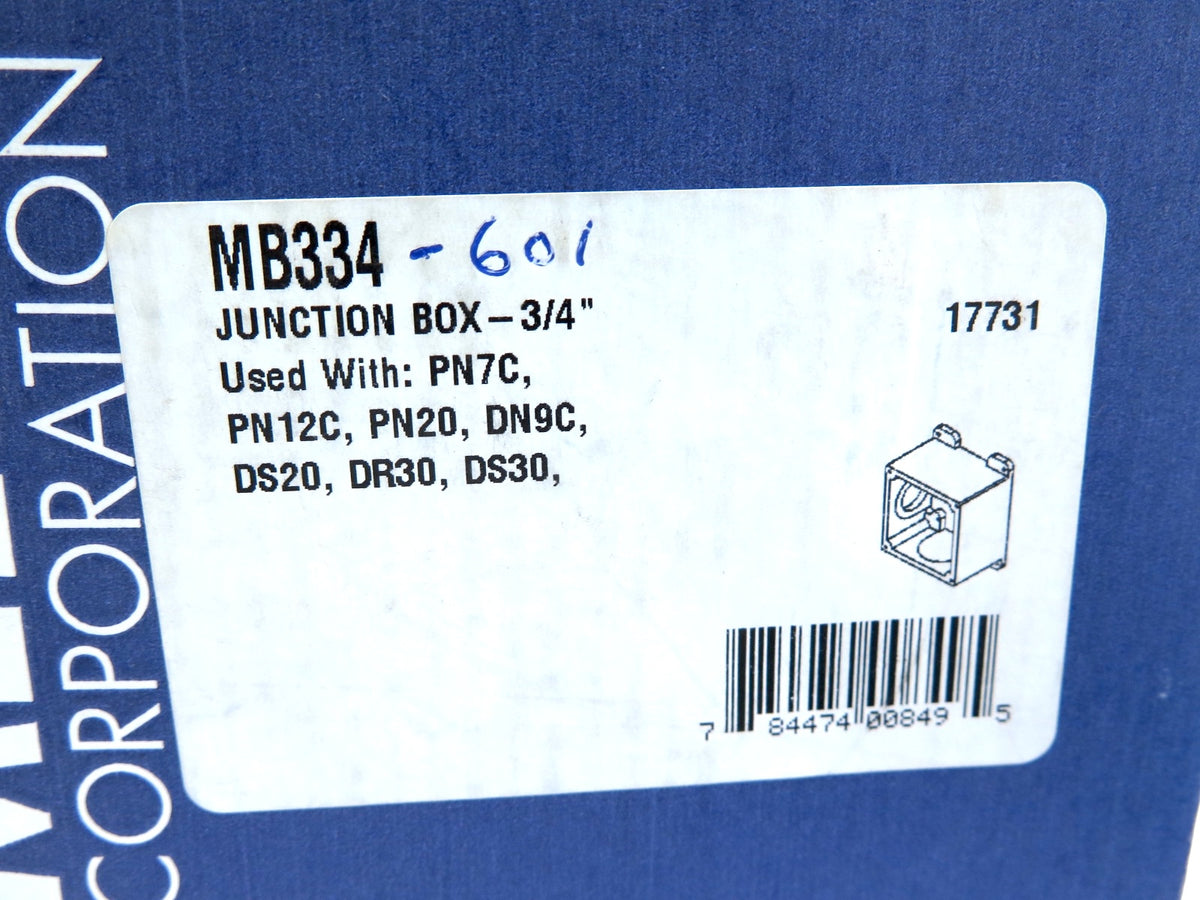 CORPORATION
MB334 - 601
JUNCTION BOX – 3/4"
17731
Used With: PN7C,
PN12C, PN20, DN9C,
DS20, DR30, DS30,
7 84474 00849 5